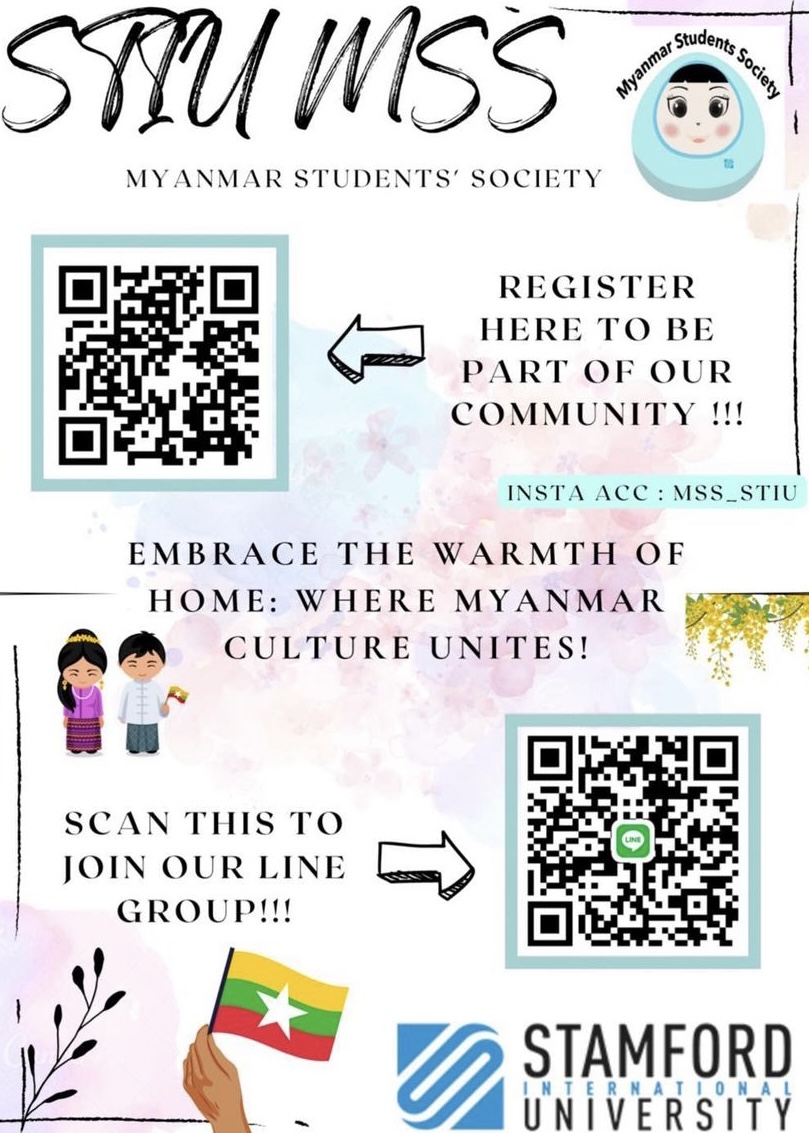 STIU MSS
Myanmar Students Society
MYANMAR STUDENTS' SOCIETY
REGISTER
HERE TO BE
PART OF OUR
COMMUNITY !!!
INSTA ACC : MSS_STIU
EMBRACE THE WARMTH OF
HOME: WHERE MYANMAR
CULTURE UNITES!
SCAN THIS TO
JOIN OUR LINE
GROUP!!!
LINE
STAMFORD
INTERNATIONAL
UNIVERSITY